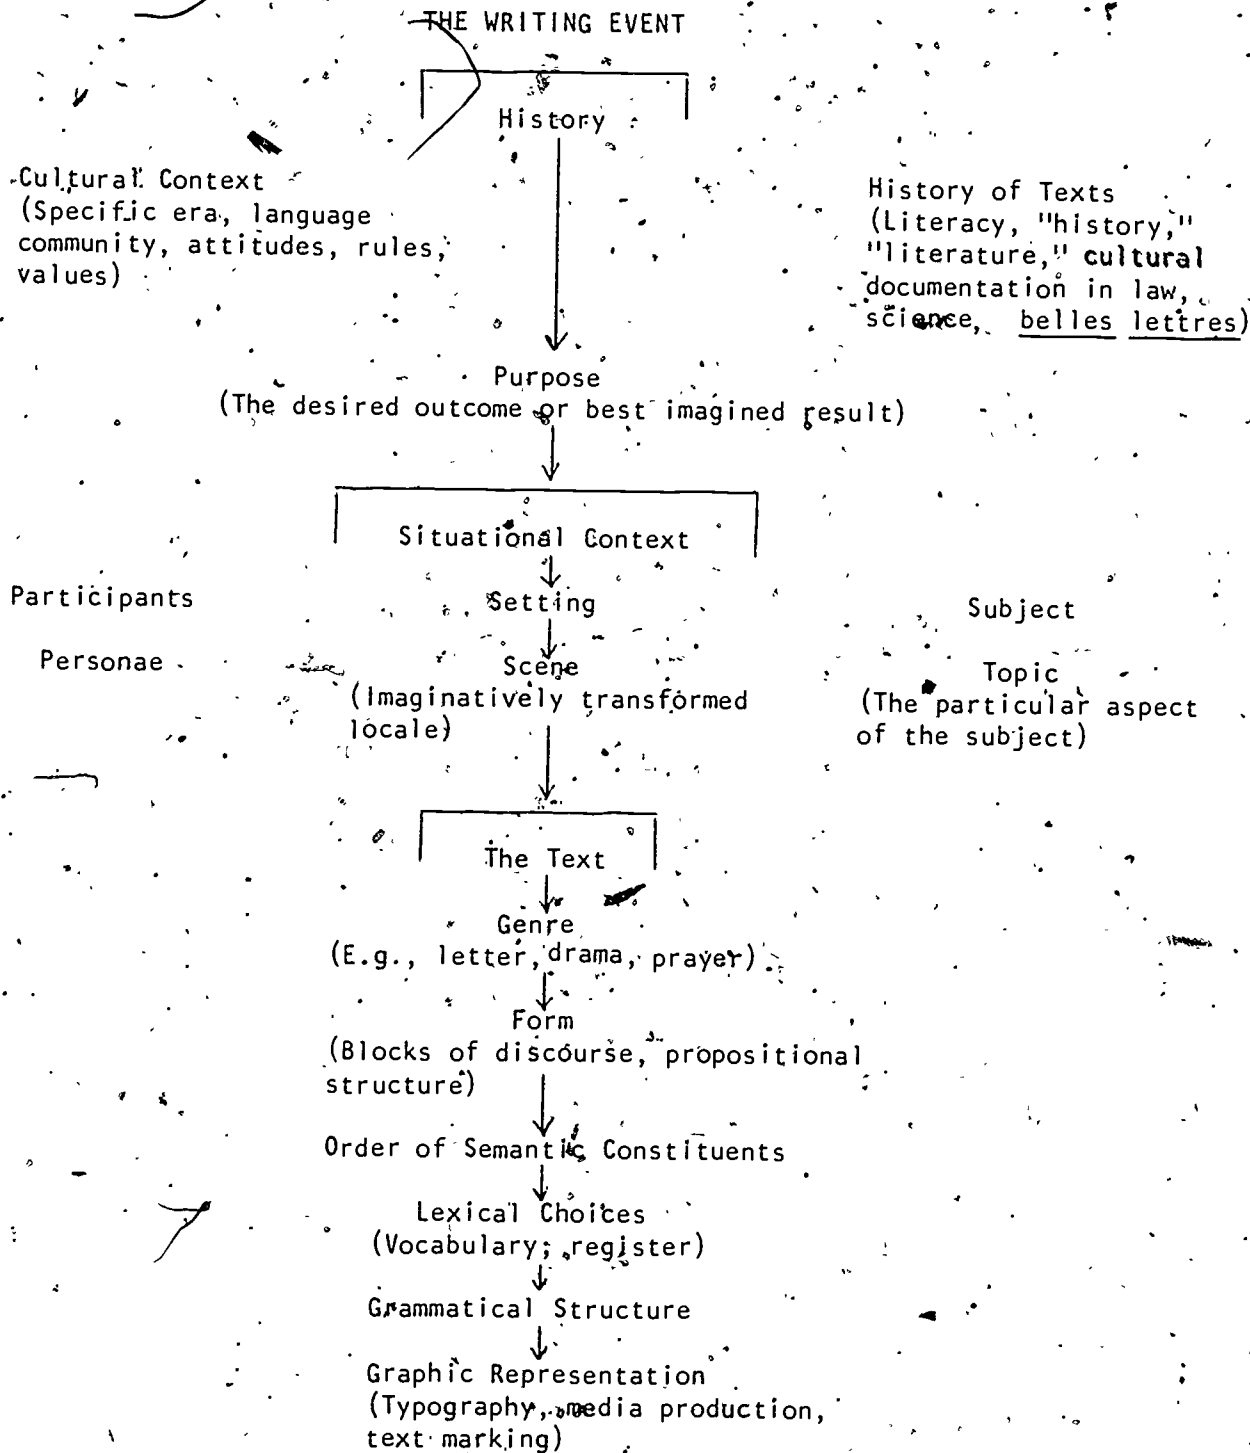 THE WRITING EVENT
History
Cultural Context
(Specific era, language
community, attitudes, rules,
values)
History of Texts
(Literacy, "history,"
"literature," cultural
documentation in law,
science, belles lettres)
Purpose
(The desired outcome or best imagined result)
Situational Context
Participants
Setting
Subject
Personae
Scene
(Imaginatively transformed
locale)
Topic
(The particular aspect
of the subject)
The Text
Genre
(E.g., letter, drama, prayer)
Form
(Blocks of discourse, propositional
structure)
Order of Semantic Constituents
Lexical Choices
(Vocabulary; register)
Grammatical Structure
Graphic Representation
(Typography, media production,
text marking)